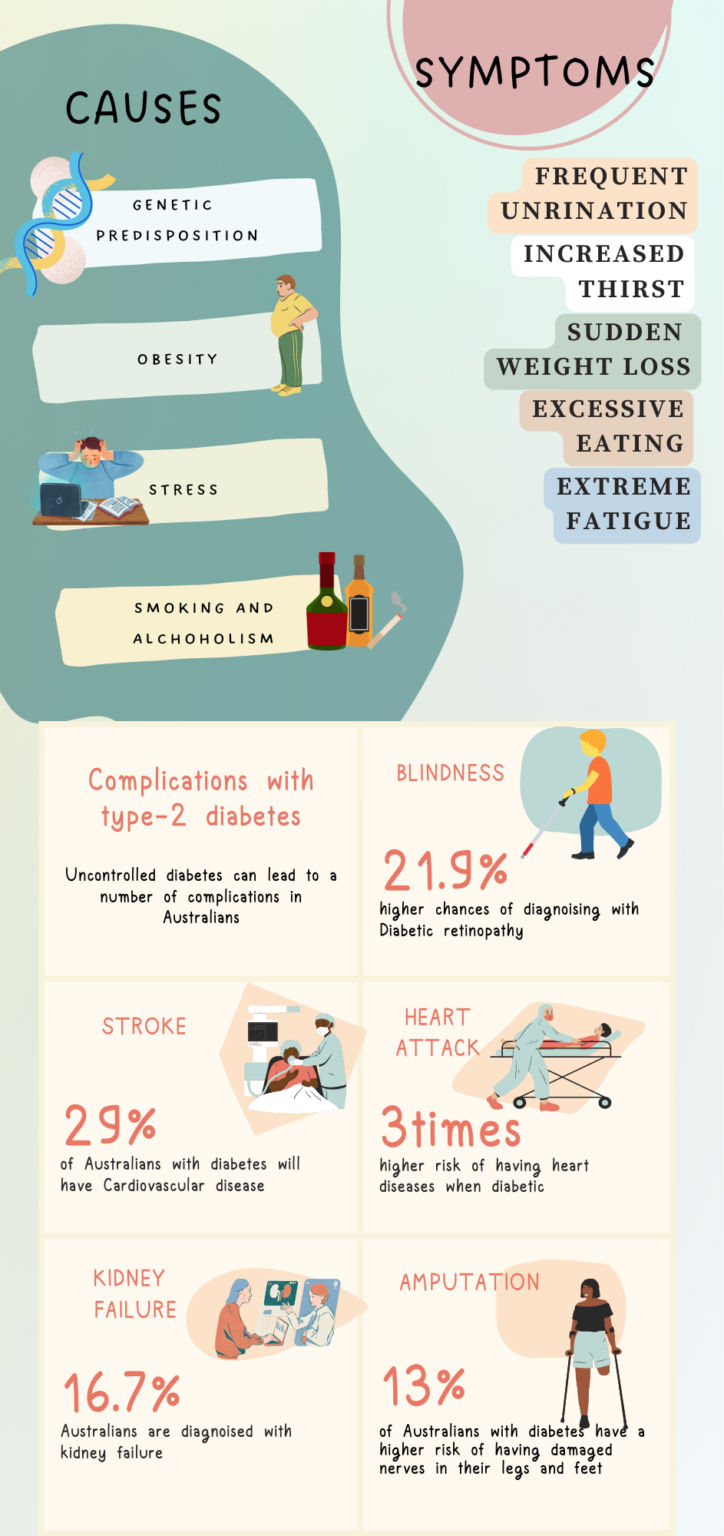 CAUSES
GENETIC
PREDISPOSITION
OBESITY
STRESS
SMOKING AND
ALCHOHOLISM
SYMPTOMS
FREQUENT
UNRINATION
INCREASED
THIRST
SUDDEN
WEIGHT LOSS
EXCESSIVE
EATING
EXTREME
FATIGUE
Complications with
type-2 diabetes
Uncontrolled diabetes can lead to a
number of complications in
Australians
BLINDNESS
21.9%
higher chances of diagnoising with
Diabetic retinopathy
STROKE
29%
of Australians with diabetes will
have Cardiovascular disease
HEART
ATTACK
3times
higher risk of having heart
diseases when diabetic
KIDNEY
FAILURE
16.7%
Australians are diagnoised with
kidney failure
AMPUTATION
13%
of Australians with diabetes have a
higher risk of having damaged
nerves in their legs and feet